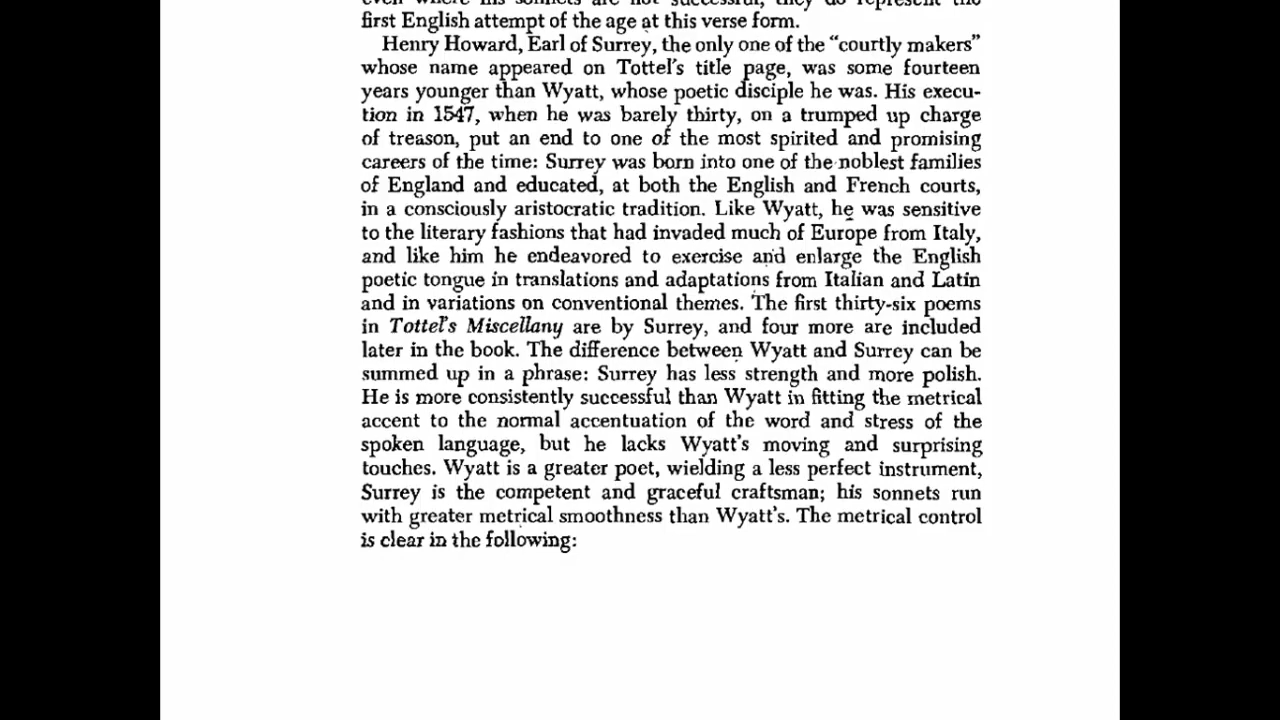 even where his sonnets are not successful, they do represent the
first English attempt of the age at this verse form.
Henry Howard, Earl of Surrey, the only one of the “courtly makers”
whose name appeared on Tottel's title page, was some fourteen
years younger than Wyatt, whose poetic disciple he was. His execu-
tion in 1547, when he was barely thirty, on a trumped up charge
of treason, put an end to one of the most spirited and promising
careers of the time: Surrey was born into one of the noblest families
of England and educated, at both the English and French courts,
in a consciously aristocratic tradition. Like Wyatt, he was sensitive
to the literary fashions that had invaded much of Europe from Italy,
and like him he endeavored to exercise and enlarge the English
poetic tongue in translations and adaptations from Italian and Latin
and in variations on conventional themes. The first thirty-six poems
in Tottel's Miscellany are by Surrey, and four more are included
later in the book. The difference between Wyatt and Surrey can be
summed up in a phrase: Surrey has less strength and more polish.
He is more consistently successful than Wyatt in fitting the metrical
accent to the normal accentuation of the word and stress of the
spoken language, but he lacks Wyatt's moving and surprising
touches. Wyatt is a greater poet, wielding a less perfect instrument,
Surrey is the competent and graceful craftsman; his sonnets run
with greater metrical smoothness than Wyatt's. The metrical control
is clear in the following: